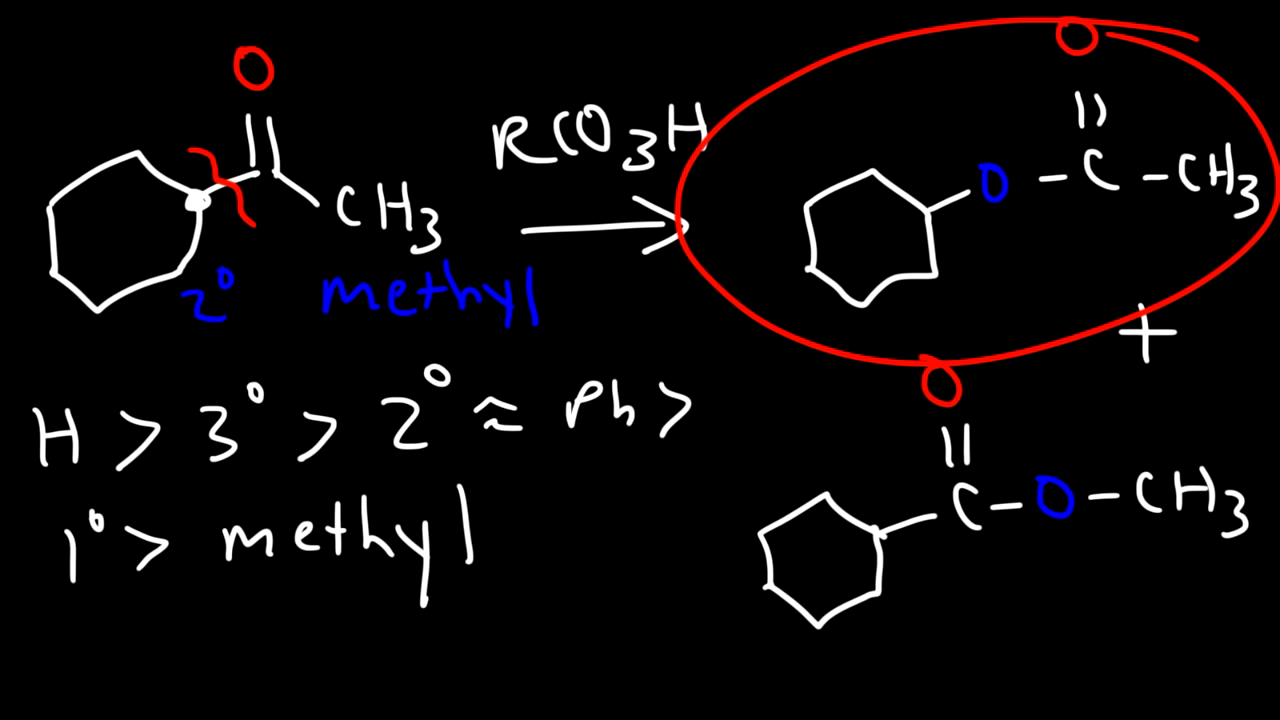 O
CH3
2° methyl
RCO3H
O
O - C - CH3
+
H > 3° > 2° ≈ Ph >
1° > methyl
O
C - O - CH3